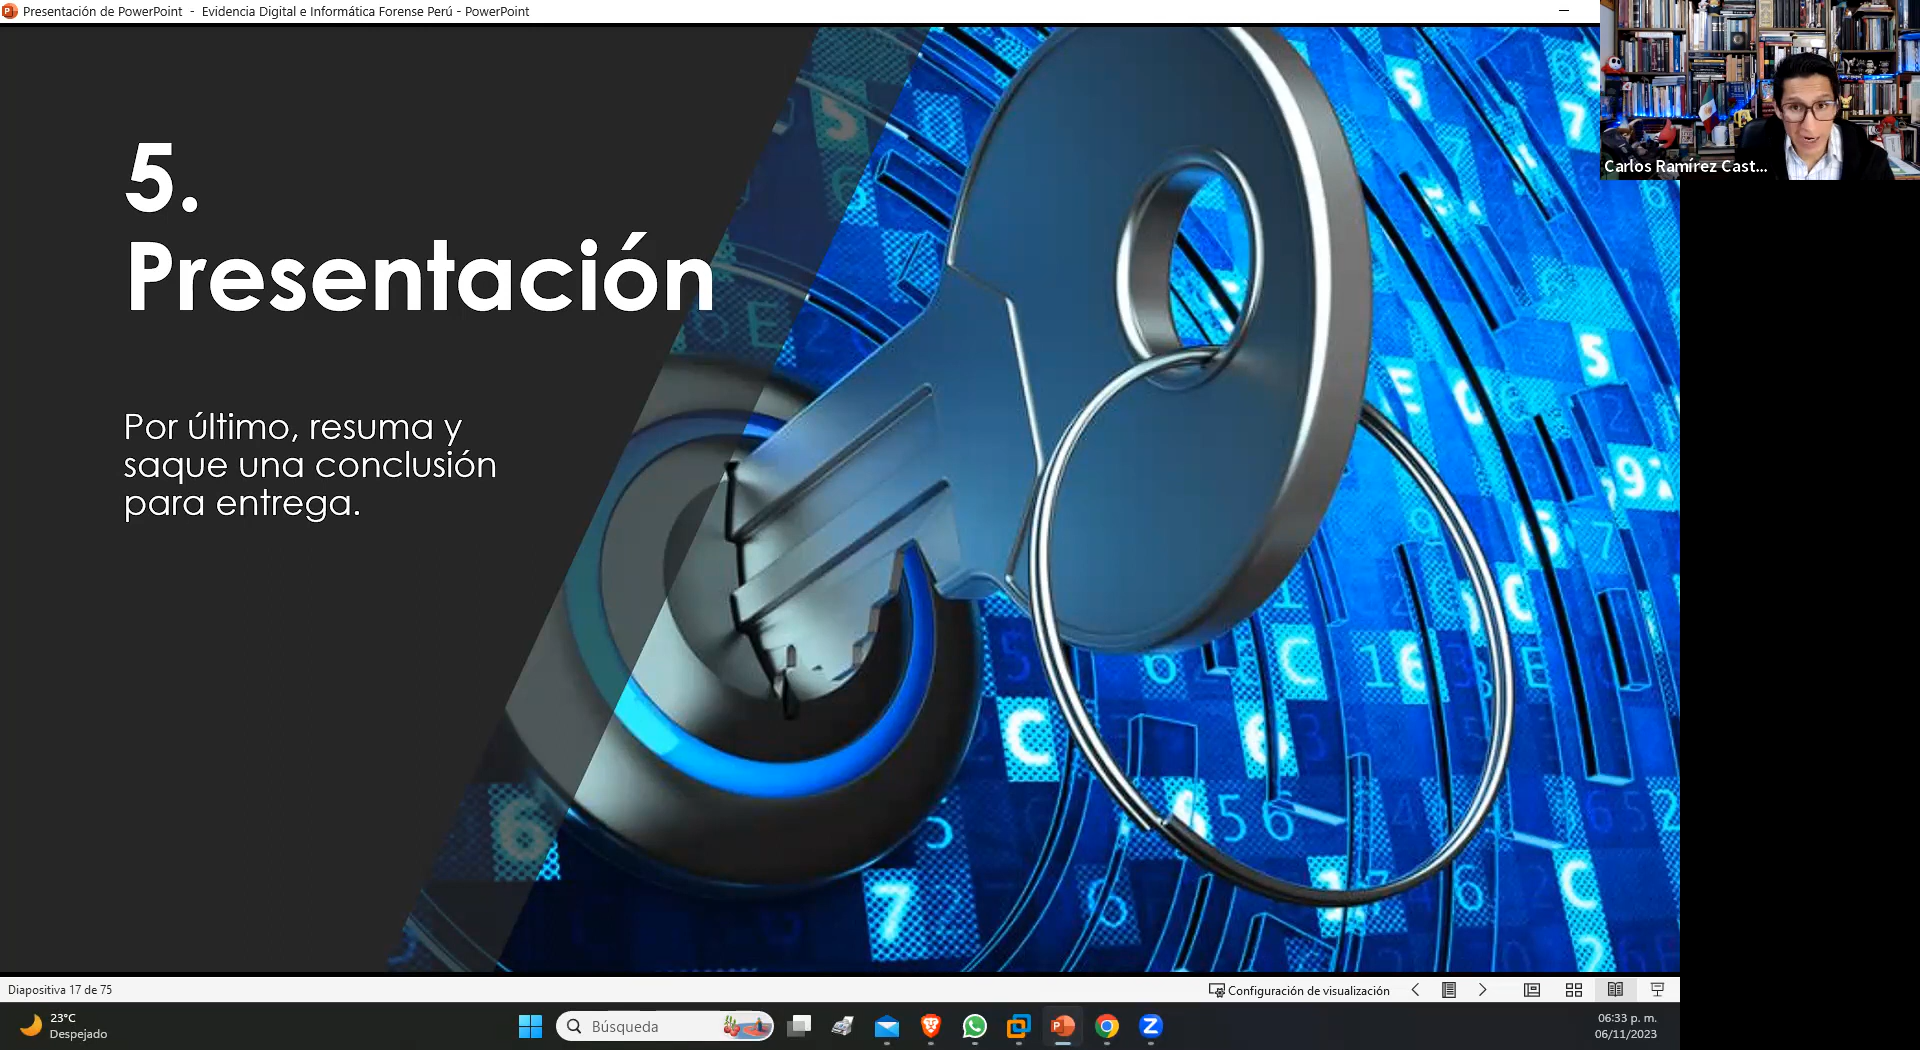 Presentación de PowerPoint - Evidencia Digital e Informática Forense Perú - PowerPoint
Carlos Ramírez Cast...
5.
Presentación
Por último, resuma y
saque una conclusión
para entrega.
Diapositiva 17 de 75
Configuración de visualización
23°C
Despejado
Búsqueda
06:33 p. m.
06/11/2023